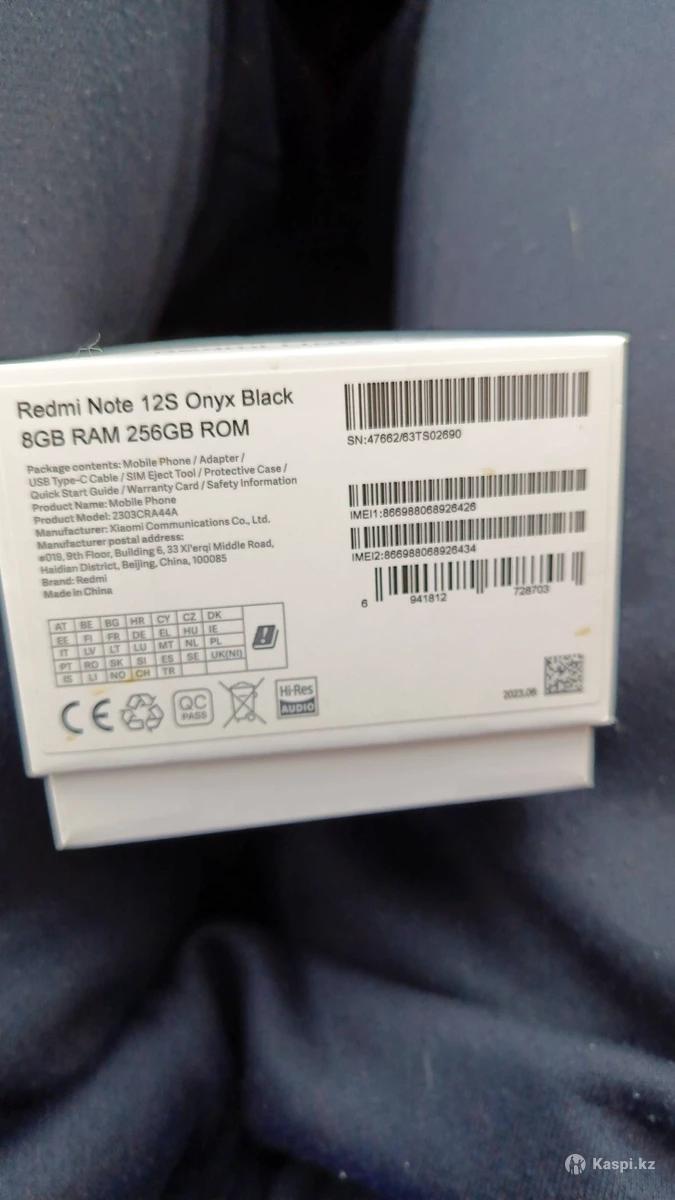 Redmi Note 12S Onyx Black
8GB RAM 256GB ROM
Package contents: Mobile Phone / Adapter /
USB Type-C Cable / SIM Eject Tool / Protective Case /
Quick Start Guide / Warranty Card / Safety Information
Product Name: Mobile Phone
Product Model: 2303CRA44A
Manufacturer: Xiaomi Communications Co., Ltd.
Manufacturer postal address:
#019, 9th Floor, Building 6, 33 Xi'erqi Middle Road,
Haidian District, Beijing, China, 100085
Brand: Redmi
Made in China
AT BE BG HR CY CZ DK
EE FI FR DE EL HU IE
IT LV LT LU MT NL PL
PT RO SK SI ES SE UK(NI)
IS LI NO CH TR
CE
QC
PASS
Hi-Res
AUDIO
SN:47662/63TS02690
IMEI1:866988068926426
IMEI2:866988068926434
6 941812 728703
2023.06
Kaspi.kz